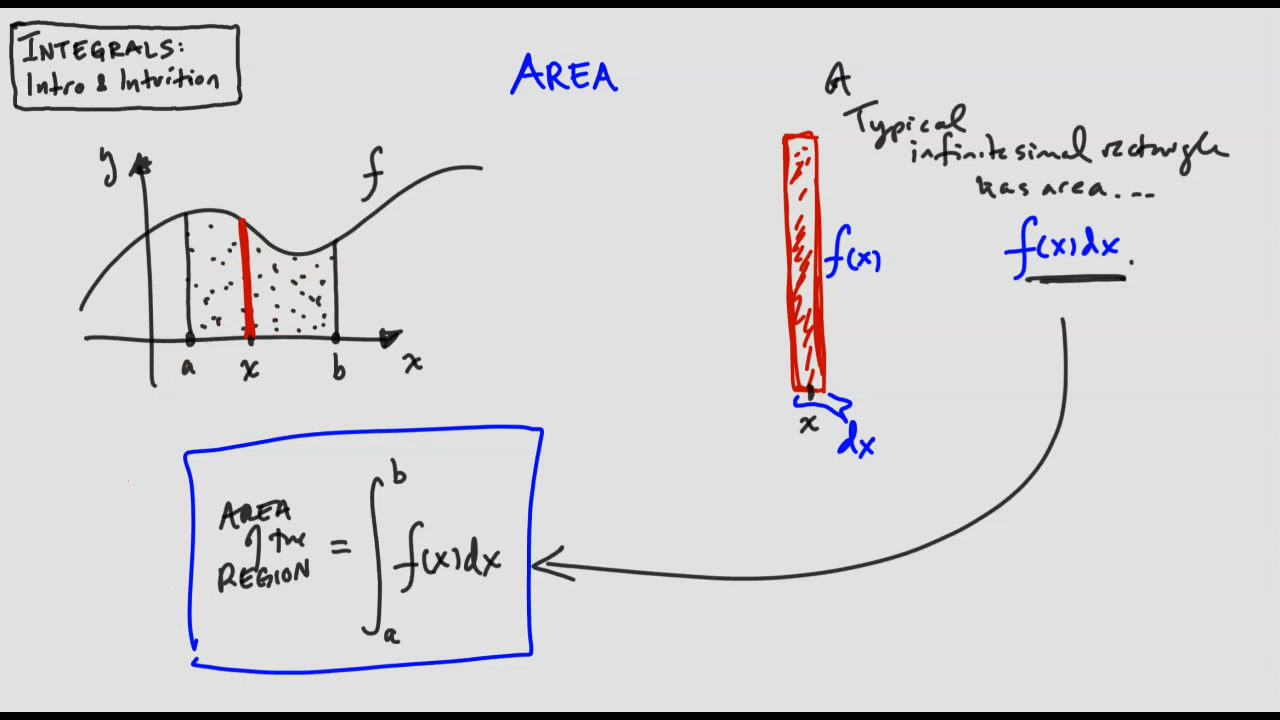 INTEGRALS:
Intro & Intuition
AREA
A
Typical
infinitesimal rectangle
has area....
f(x)dx.
y
f
a
x
b
x
f(x)
x
dx
AREA
of the
REGION
= ∫ₐᵇ f(x)dx